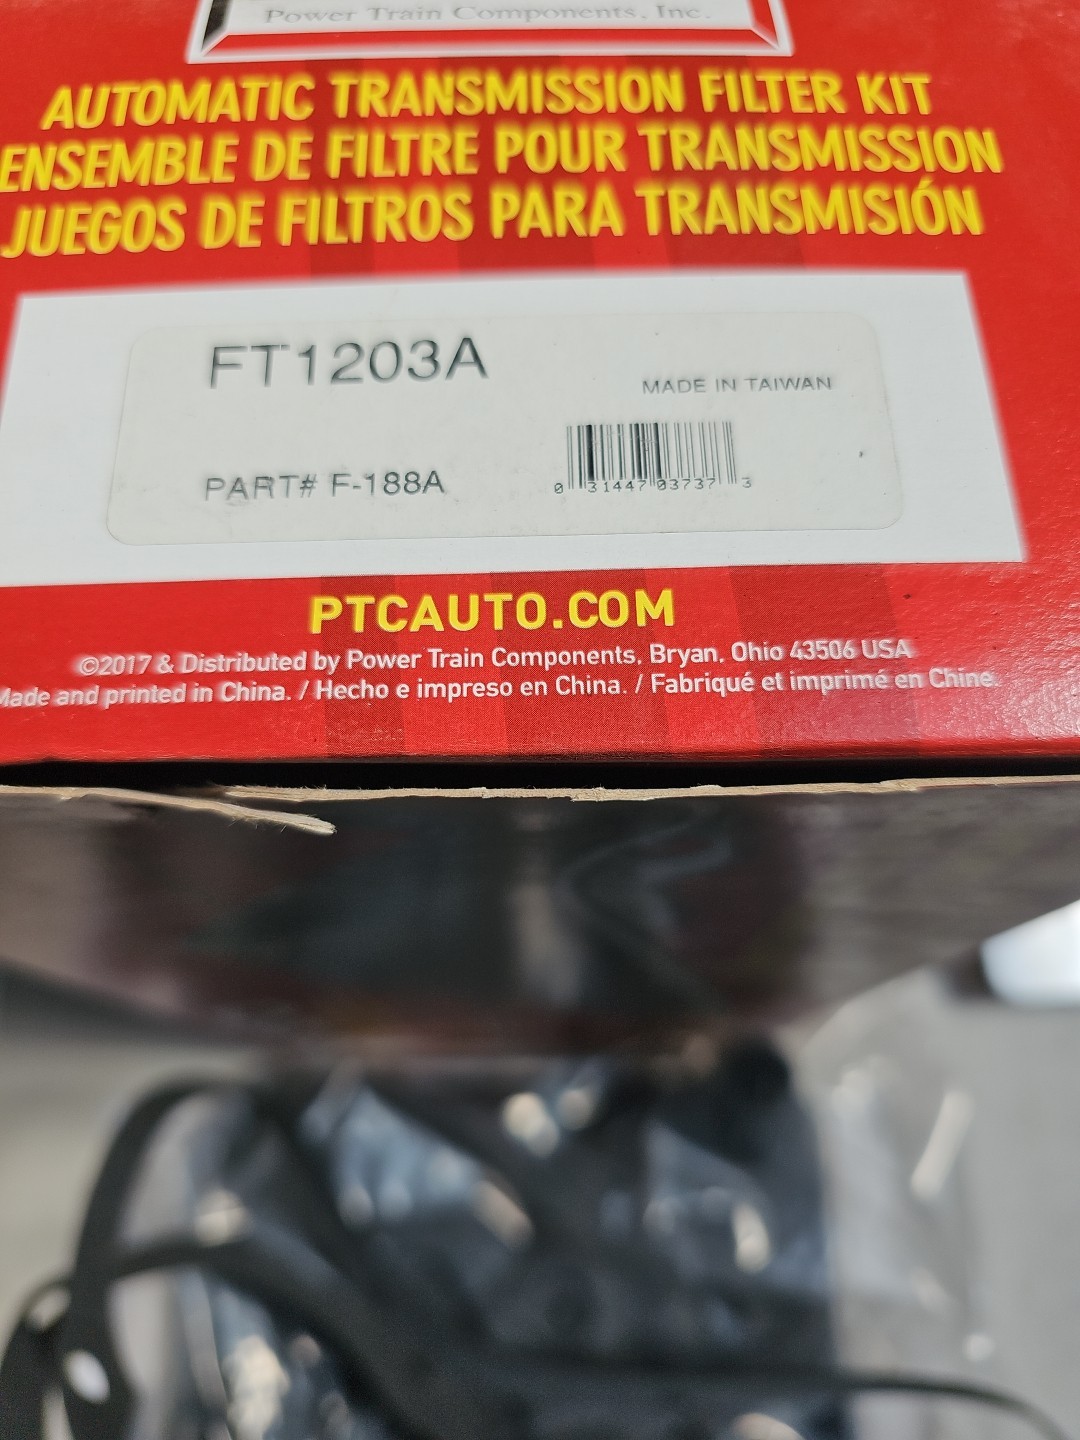 Power Train Components, Inc.
AUTOMATIC TRANSMISSION FILTER KIT
ENSEMBLE DE FILTRE POUR TRANSMISSION
JUEGOS DE FILTROS PARA TRANSMISIÓN
FT1203A
MADE IN TAIWAN
PART# F-188A
0 31447 03737 3
PTCAUTO.COM
©2017 & Distributed by Power Train Components, Bryan, Ohio 43506 USA
Made and printed in China. / Hecho e impreso en China. / Fabriqué et imprimé en Chine.